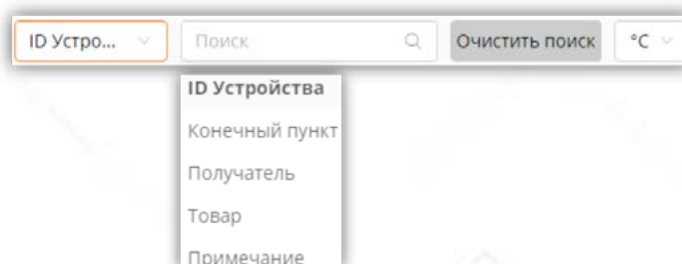 ID Устро... Поиск Очистить поиск °C
ID Устройства
Конечный пункт
Получатель
Товар
Примечание